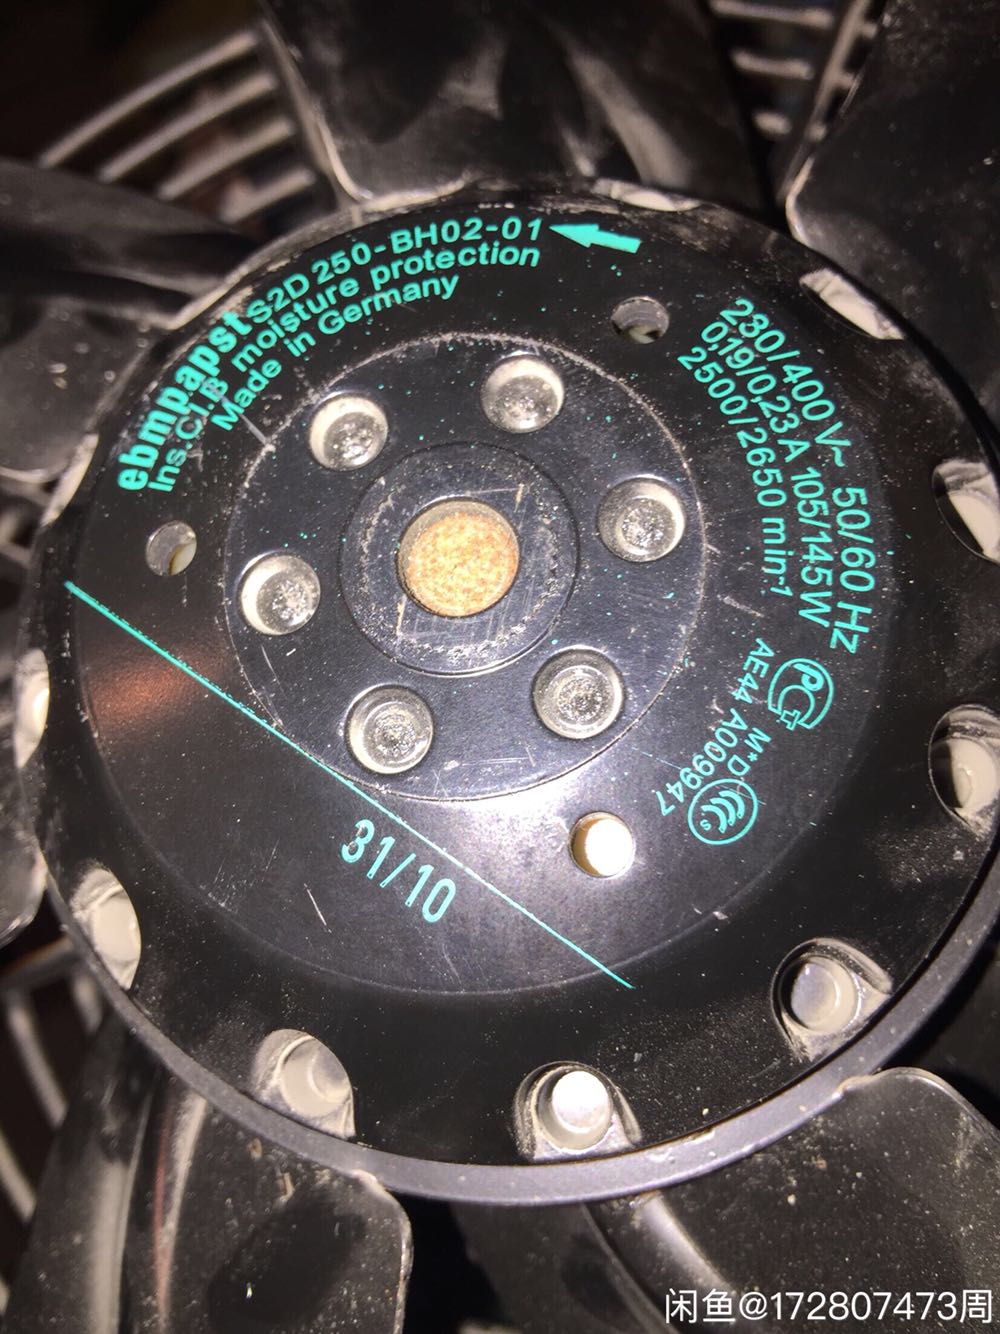 ebmpapst S2D 250-BH02-01
Ins.Cl.B moisture protection
Made in Germany
230/400 V~ 50/60 Hz
0,19/0,23 A 105/145W
2500/2650 min-1
M*D
AE44 A009947
S
31/10
闲鱼@172807473周